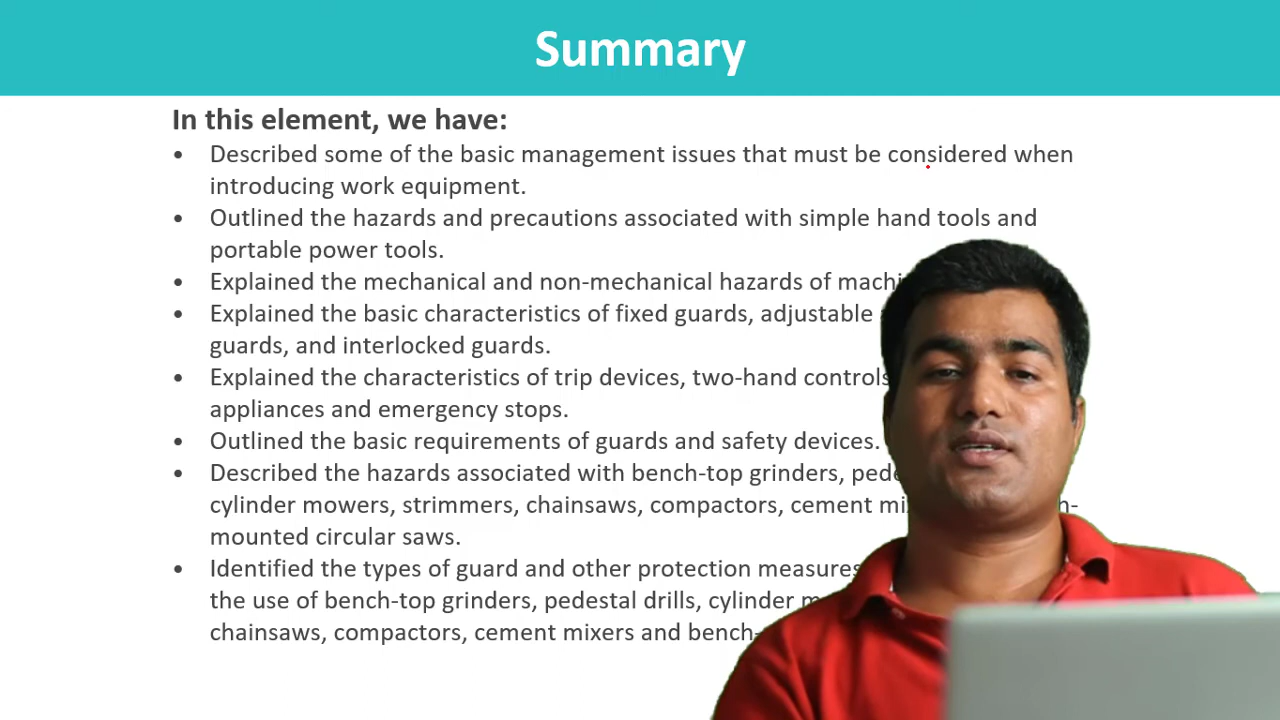 Summary
In this element, we have:
• Described some of the basic management issues that must be considered when
introducing work equipment.
• Outlined the hazards and precautions associated with simple hand tools and
portable power tools.
• Explained the mechanical and non-mechanical hazards of
• Explained the basic characteristics of fixed guards, adjustable
guards, and interlocked guards.
• Explained the characteristics of trip devices, two-hand controls
appliances and emergency stops.
• Outlined the basic requirements of guards and safety devices.
• Described the hazards associated with bench-top grinders,
cylinder mowers, strimmers, chainsaws, compactors, cement
mounted circular saws.
• Identified the types of guard and other protection measures
the use of bench-top grinders, pedestal drills, cylinder
chainsaws, compactors, cement mixers and bench-